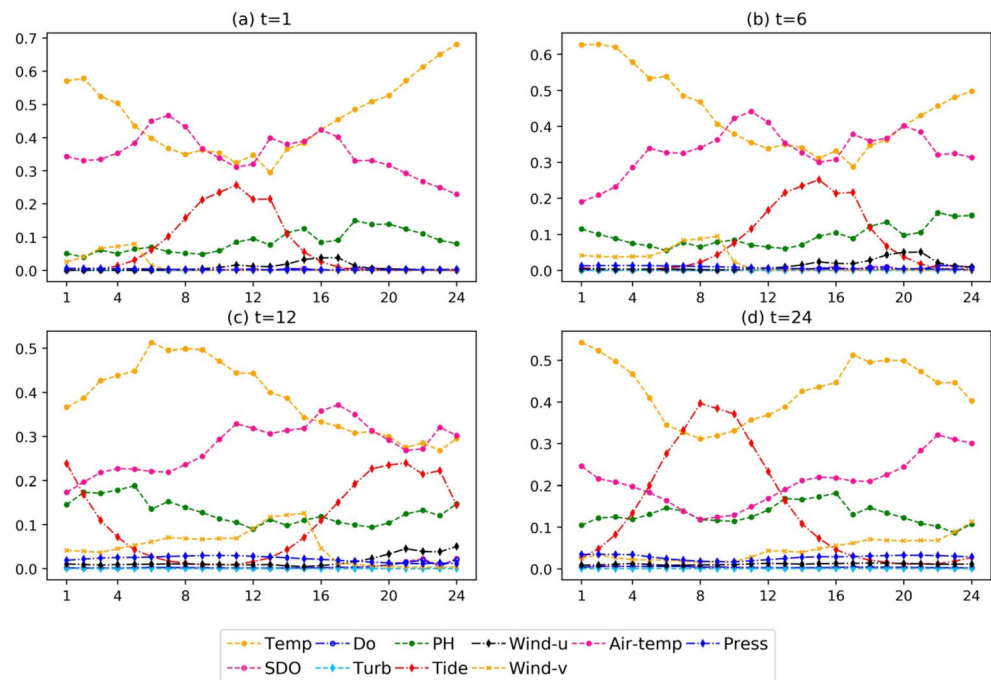 (a) t=1
(b) t=6
0.7
0.6
0.5
0.4
0.3
0.2
0.1
0.0
1 4 8 12 16 20 24
0.6
0.5
0.4
0.3
0.2
0.1
0.0
1 4 8 12 16 20 24
(c) t=12
(d) t=24
0.5
0.4
0.3
0.2
0.1
0.0
1 4 8 12 16 20 24
0.5
0.4
0.3
0.2
0.1
0.0
1 4 8 12 16 20 24
Temp Do PH Wind-u Air-temp Press
SDO Turb Tide Wind-v